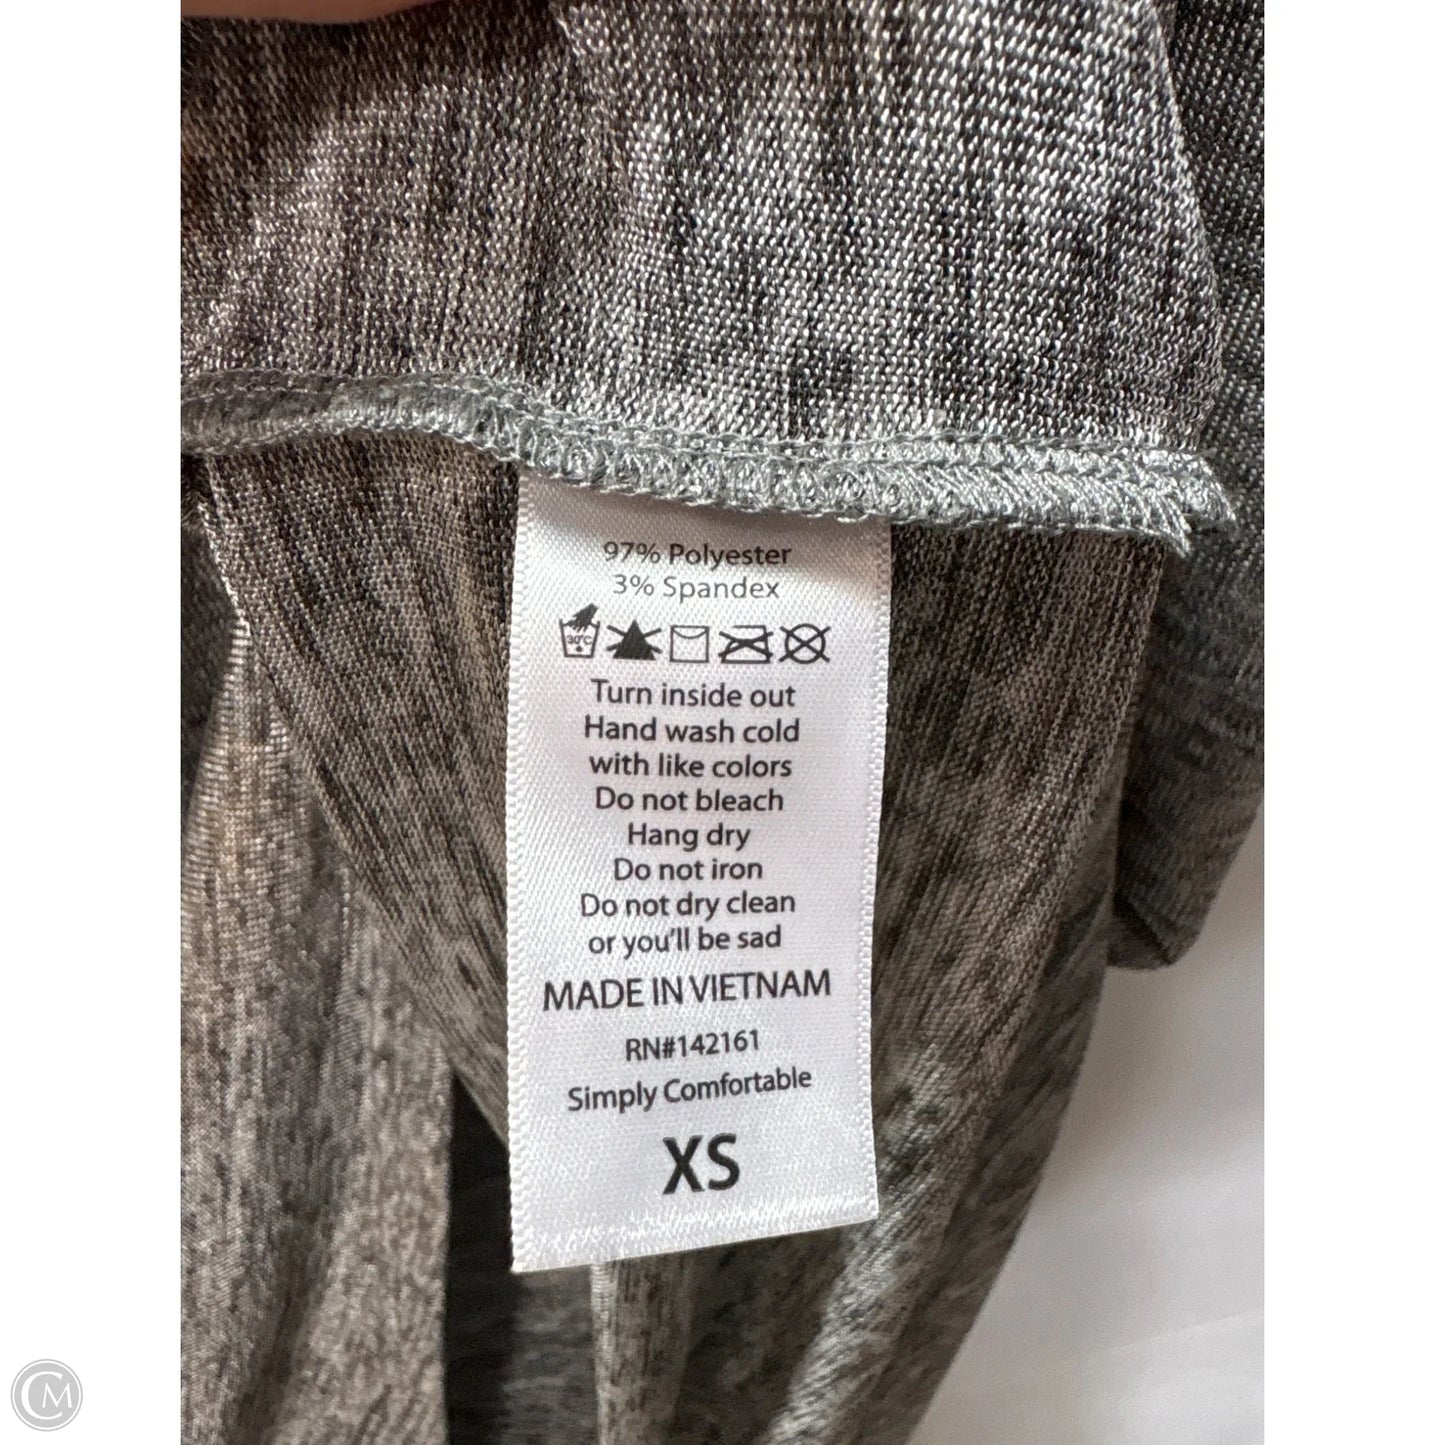 97% Polyester
3% Spandex
30°C
Turn inside out
Hand wash cold
with like colors
Do not bleach
Hang dry
Do not iron
Do not dry clean
or you'll be sad
MADE IN VIETNAM
RN#142161
Simply Comfortable
XS
CM